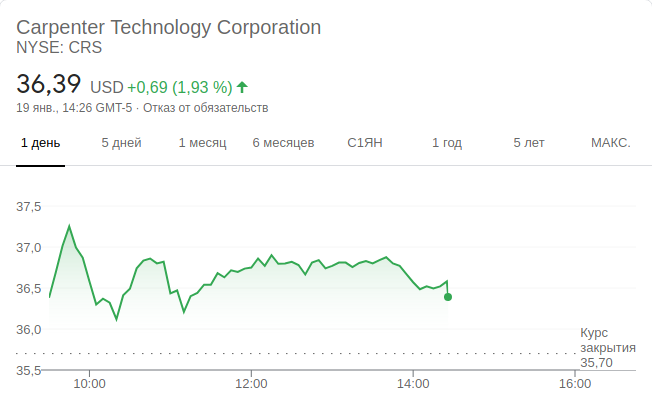 Carpenter Technology Corporation
NYSE: CRS
36,39 USD +0,69 (1,93 %)
19 янв., 14:26 GMT-5 · Отказ от обязательств
1 день 5 дней 1 месяц 6 месяцев С1ЯН 1 год 5 лет МАКС.
37,5
37,0
36,5
36,0
35,5
Курс
закрытия
35,70
10:00 12:00 14:00 16:00